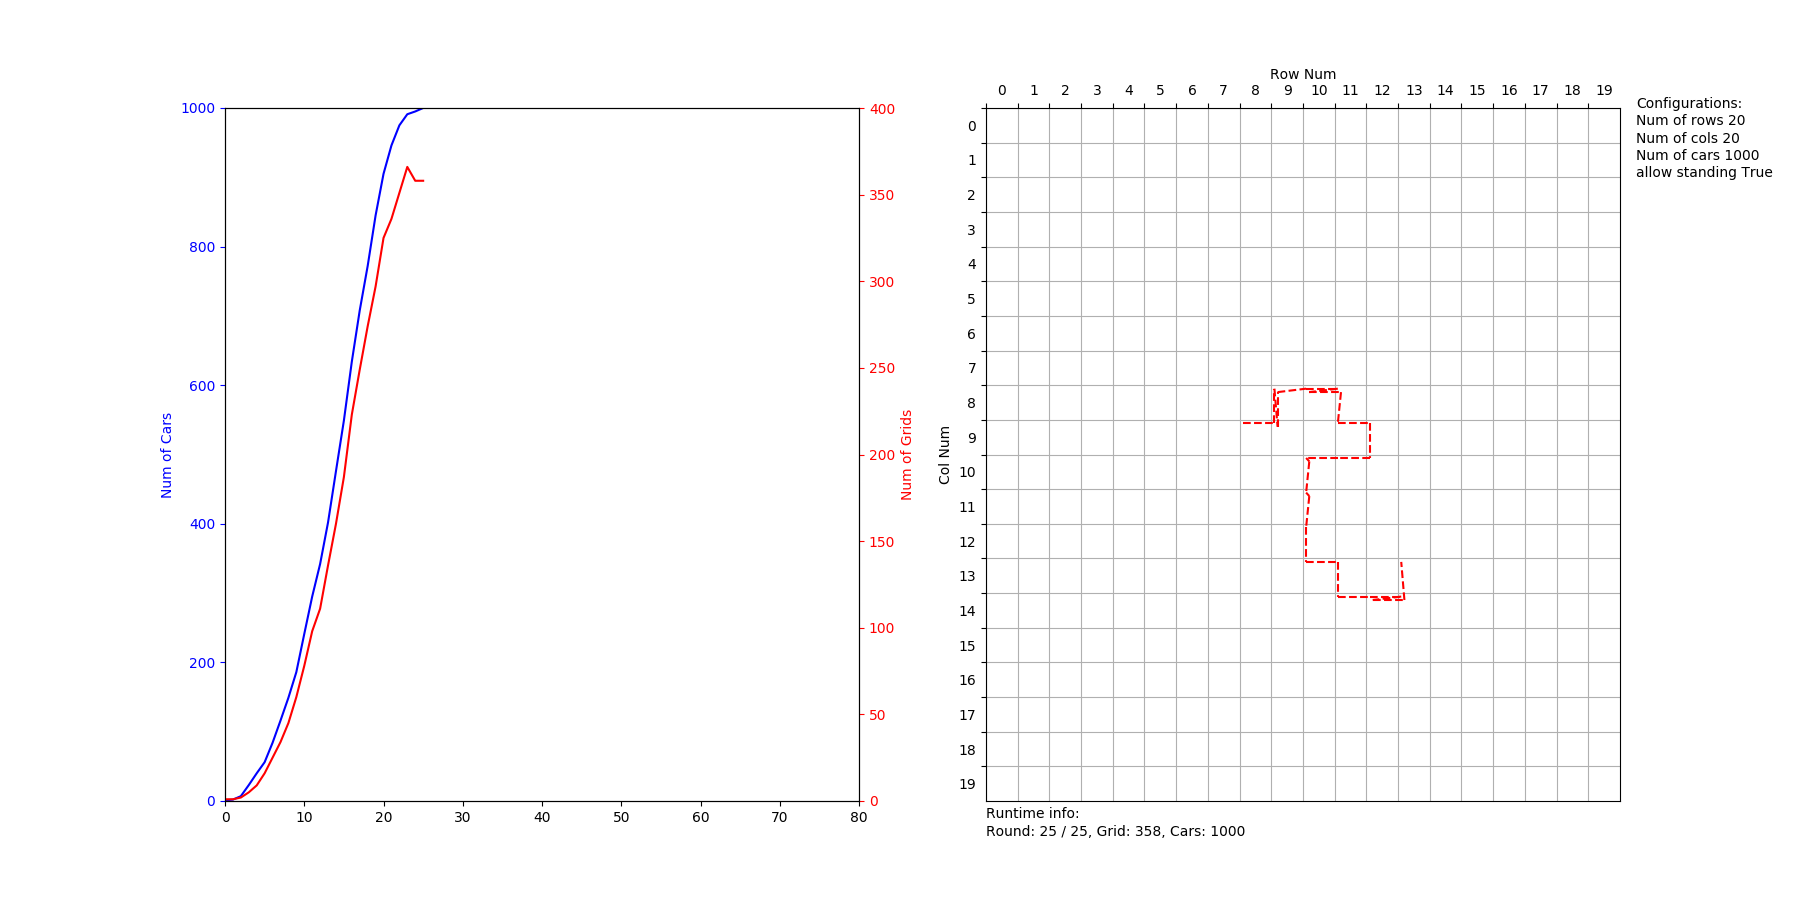 Row Num
0 1 2 3 4 5 6 7 8 9 10 11 12 13 14 15 16 17 18 19
Configurations:
Num of rows 20
Num of cols 20
Num of cars 1000
allow standing True
1000
800
600
400
200
0
Num of Cars
0 10 20 30 40 50 60 70 80
400
350
300
250
200
150
100
50
0
Num of Grids
Col Num
0
1
2
3
4
5
6
7
8
9
10
11
12
13
14
15
16
17
18
19
Runtime info:
Round: 25 / 25, Grid: 358, Cars: 1000